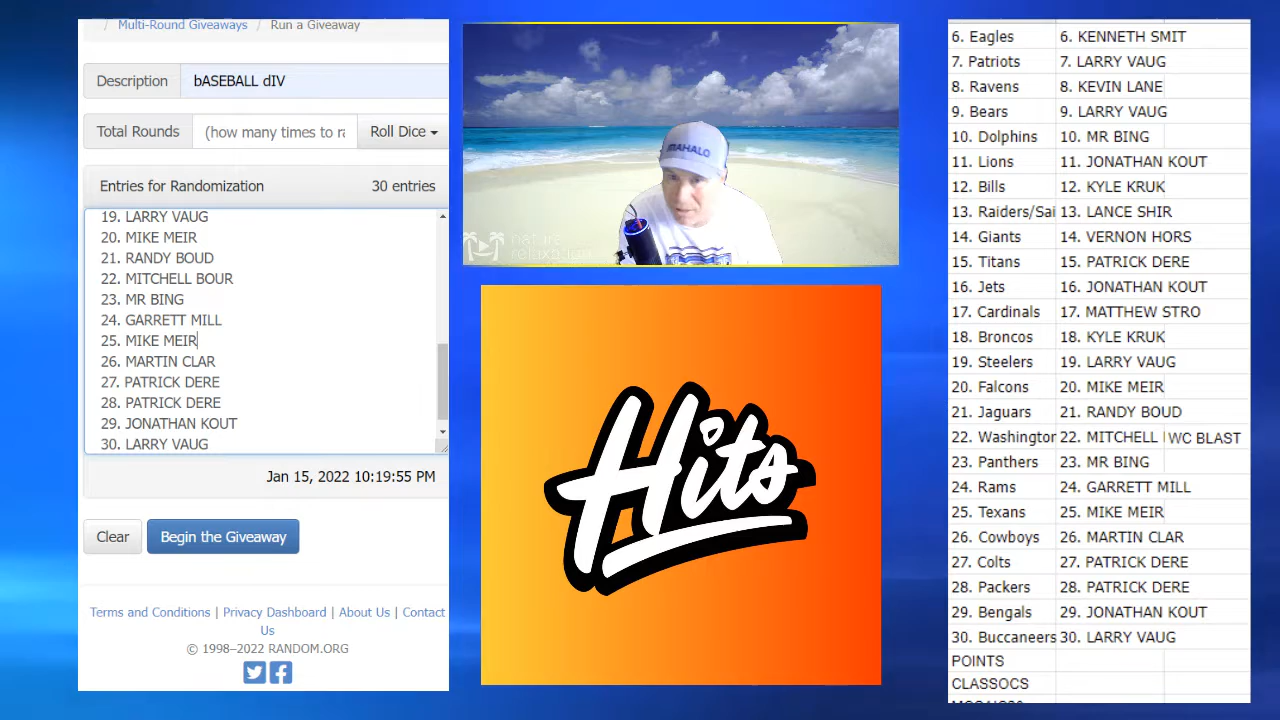 / Multi-Round Giveaways / Run a Giveaway
Description bASEBALL dIV
Total Rounds (how many times to ra Roll Dice
Entries for Randomization 30 entries
19. LARRY VAUG
20. MIKE MEIR
21. RANDY BOUD
22. MITCHELL BOUR
23. MR BING
24. GARRETT MILL
25. MIKE MEIR
26. MARTIN CLAR
27. PATRICK DERE
28. PATRICK DERE
29. JONATHAN KOUT
30. LARRY VAUG
Jan 15, 2022 10:19:55 PM
Clear Begin the Giveaway
Terms and Conditions | Privacy Dashboard | About Us | Contact
Us
© 1998–2022 RANDOM.ORG
MAHALO
nature
relaxation
Hits
6. Eagles 6. KENNETH SMIT
7. Patriots 7. LARRY VAUG
8. Ravens 8. KEVIN LANE
9. Bears 9. LARRY VAUG
10. Dolphins 10. MR BING
11. Lions 11. JONATHAN KOUT
12. Bills 12. KYLE KRUK
13. Raiders/Sai 13. LANCE SHIR
14. Giants 14. VERNON HORS
15. Titans 15. PATRICK DERE
16. Jets 16. JONATHAN KOUT
17. Cardinals 17. MATTHEW STRO
18. Broncos 18. KYLE KRUK
19. Steelers 19. LARRY VAUG
20. Falcons 20. MIKE MEIR
21. Jaguars 21. RANDY BOUD
22. Washington 22. MITCHELL WC BLAST
23. Panthers 23. MR BING
24. Rams 24. GARRETT MILL
25. Texans 25. MIKE MEIR
26. Cowboys 26. MARTIN CLAR
27. Colts 27. PATRICK DERE
28. Packers 28. PATRICK DERE
29. Bengals 29. JONATHAN KOUT
30. Buccaneers 30. LARRY VAUG
POINTS
CLASSOCS